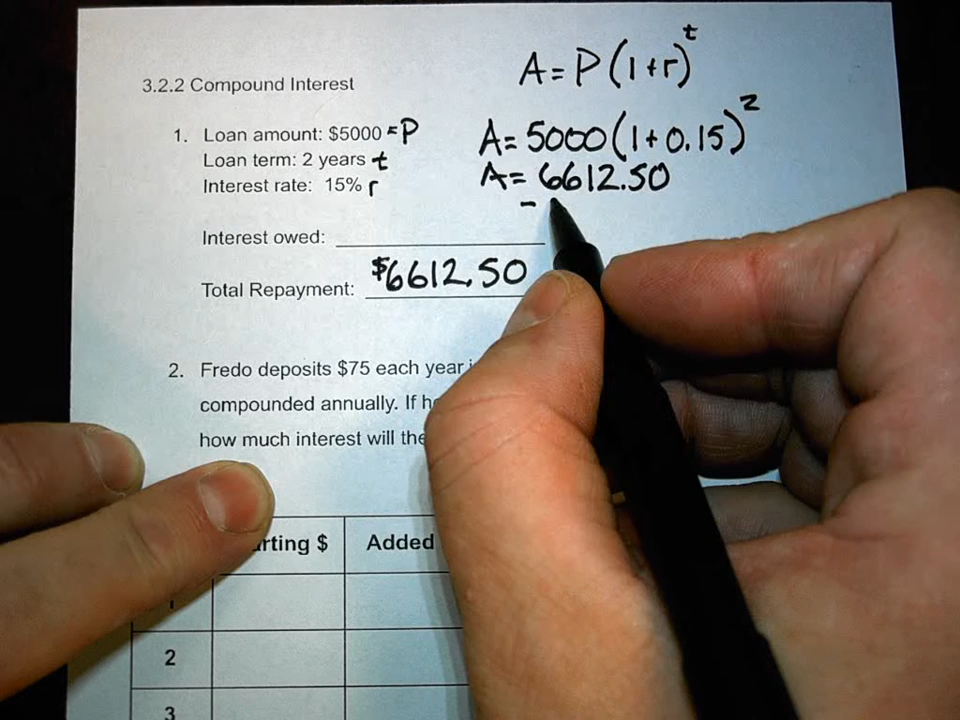 3.2.2 Compound Interest
A = P(1+r)^t
1. Loan amount: $5000 = P
Loan term: 2 years t
Interest rate: 15% r
A = 5000(1+0.15)^2
A = 6612.50
-
Interest owed:
Total Repayment: $6612.50
2. Fredo deposits $75 each year
compounded annually. If
how much interest will
$ Added
2
3